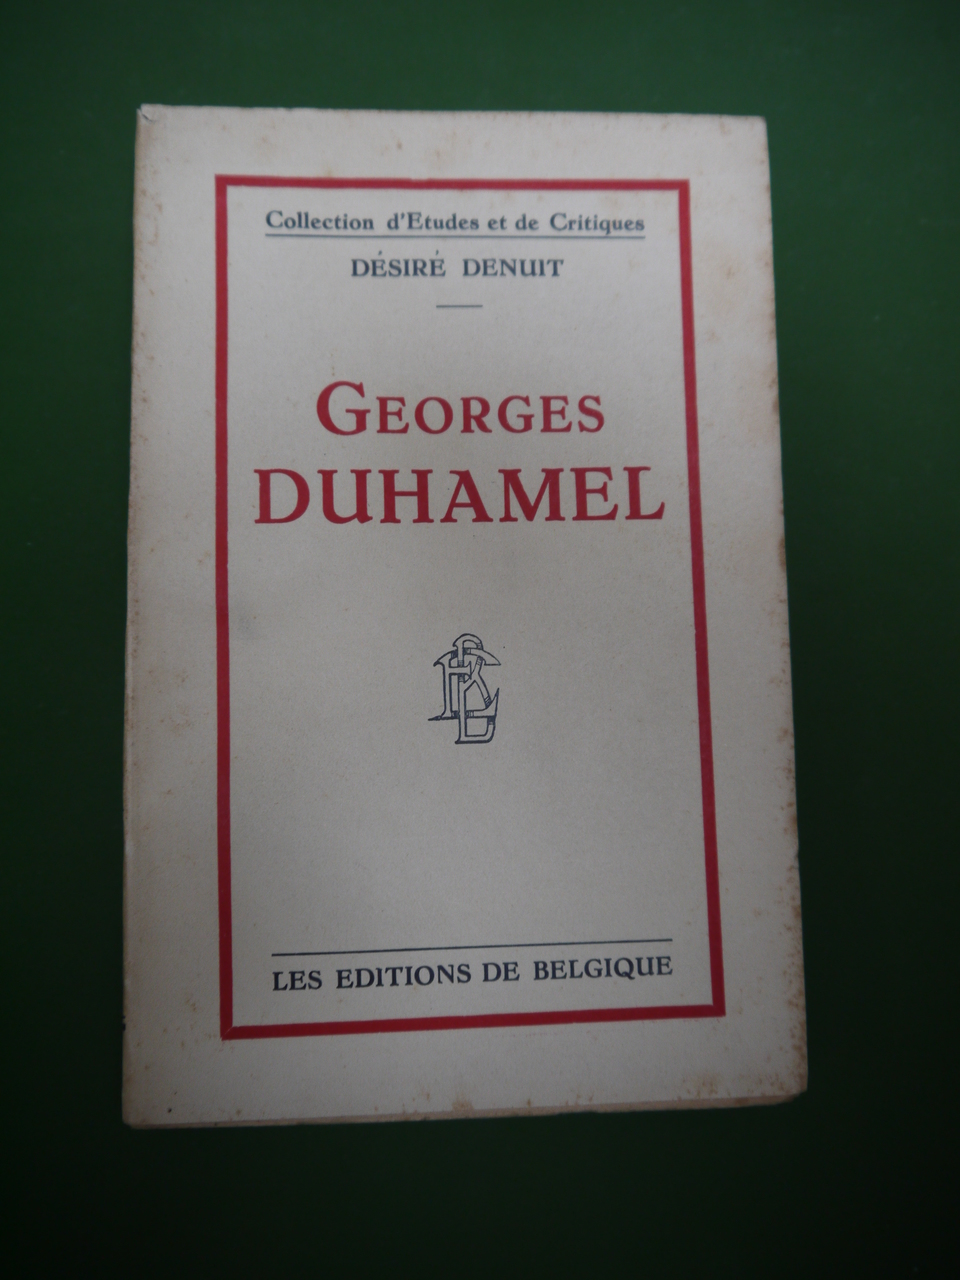 Collection d'Etudes et de Critiques
DÉSIRÉ DENUIT
GEORGES
DUHAMEL
LES EDITIONS DE BELGIQUE